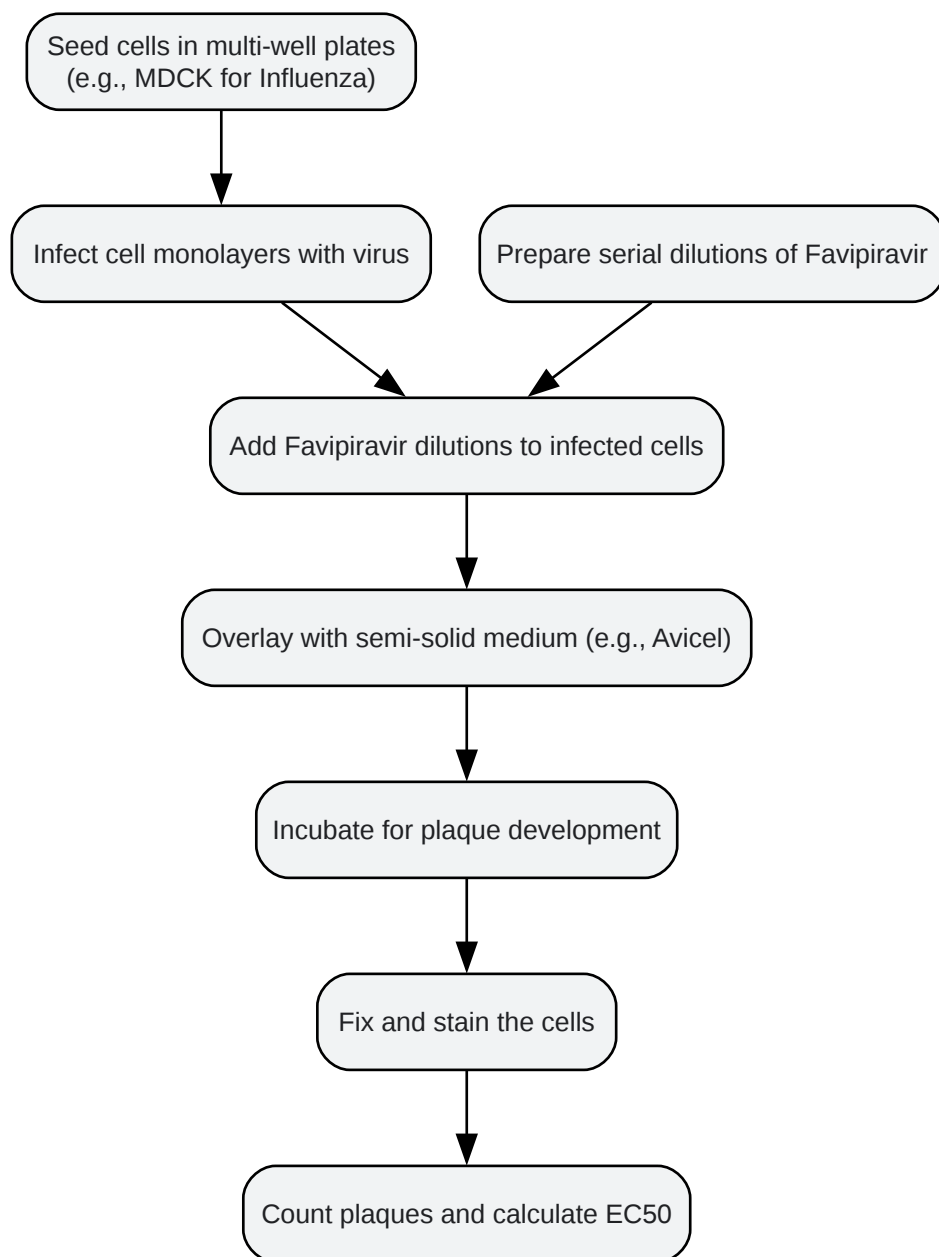 Seed cells in multi-well plates
(e.g., MDCK for Influenza)
Infect cell monolayers with virus
Prepare serial dilutions of Favipiravir
Add Favipiravir dilutions to infected cells
Overlay with semi-solid medium (e.g., Avicel)
Incubate for plaque development
Fix and stain the cells
Count plaques and calculate EC50